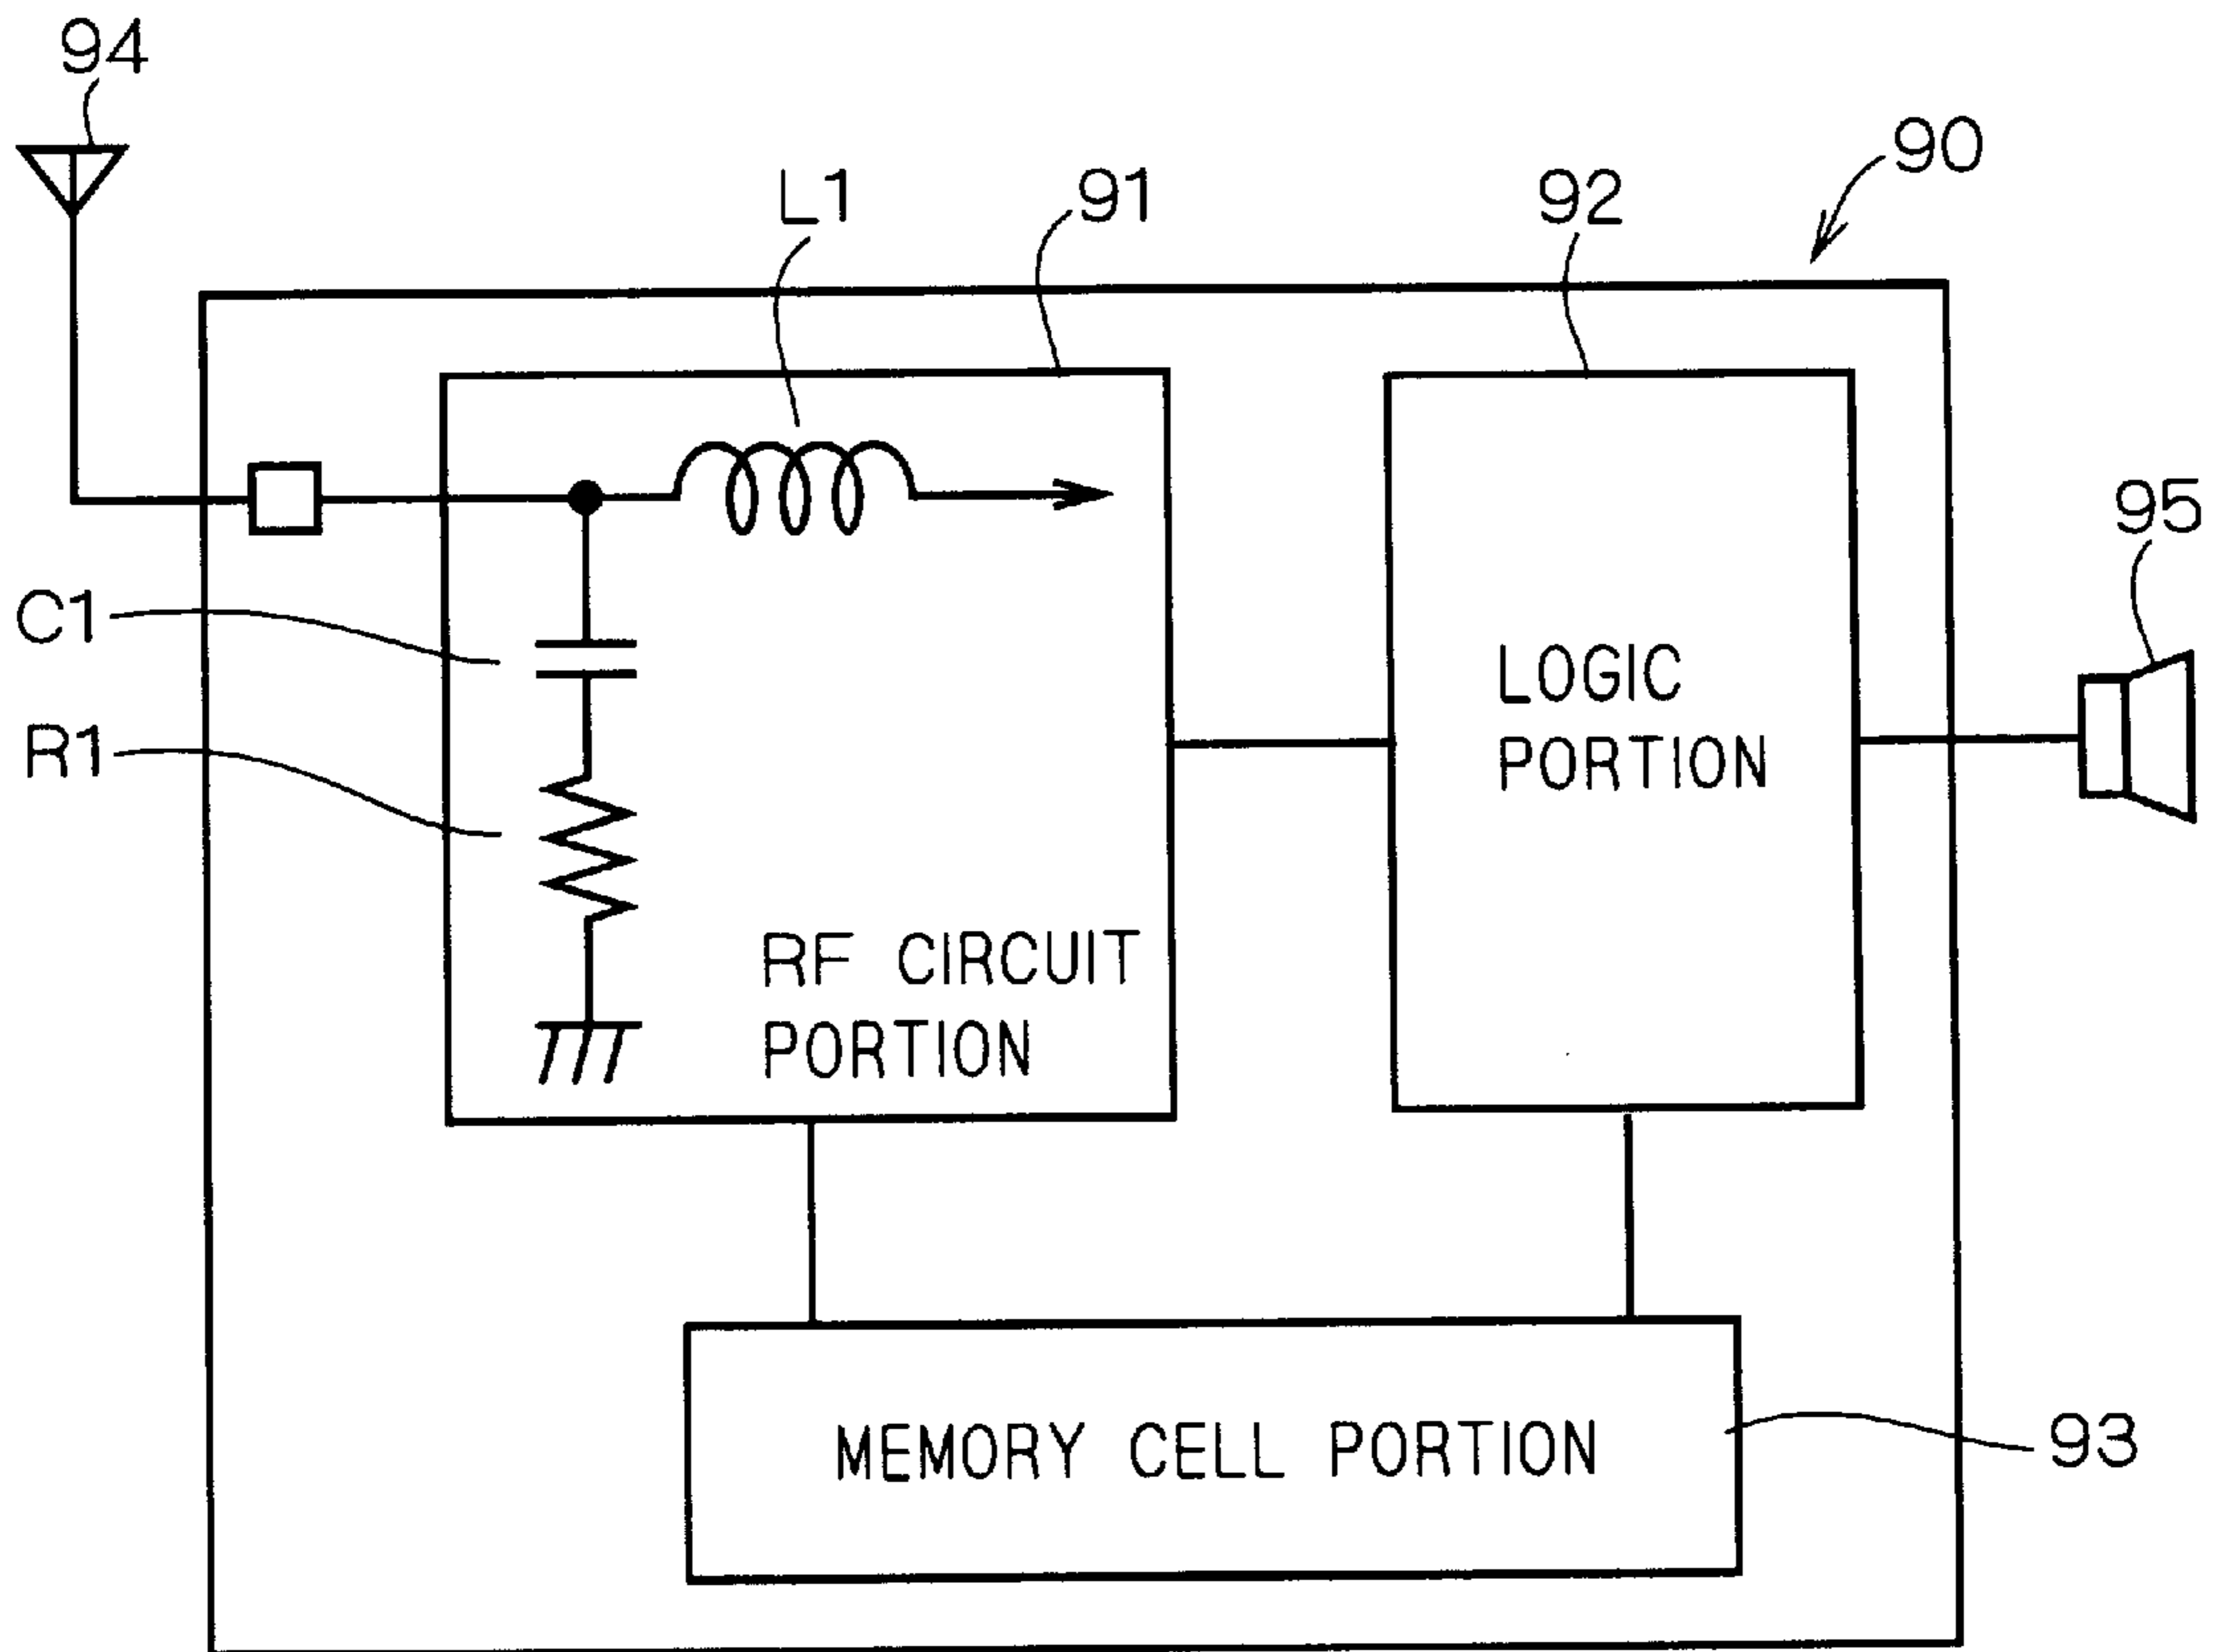 94
90
L1
91
92
95
C1
R1
LOGIC
PORTION
RF CIRCUIT
PORTION
MEMORY CELL PORTION
93